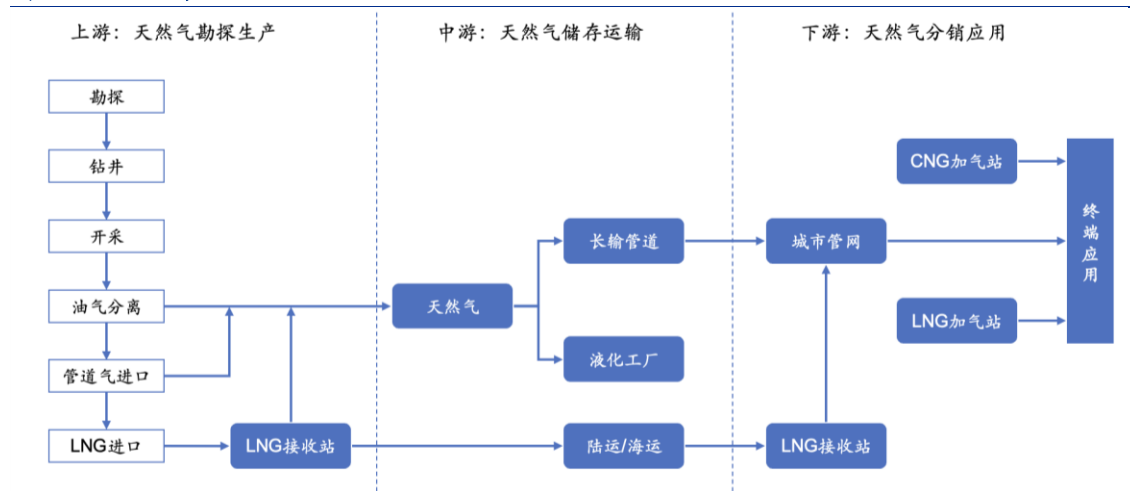 上游：天然气勘探生产
中游：天然气储存运输
下游：天然气分销应用
勘探
钻井
开采
油气分离
管道气进口
LNG进口
LNG接收站
天然气
长输管道
液化工厂
陆运/海运
城市管网
LNG接收站
CNG加气站
LNG加气站
终端应用